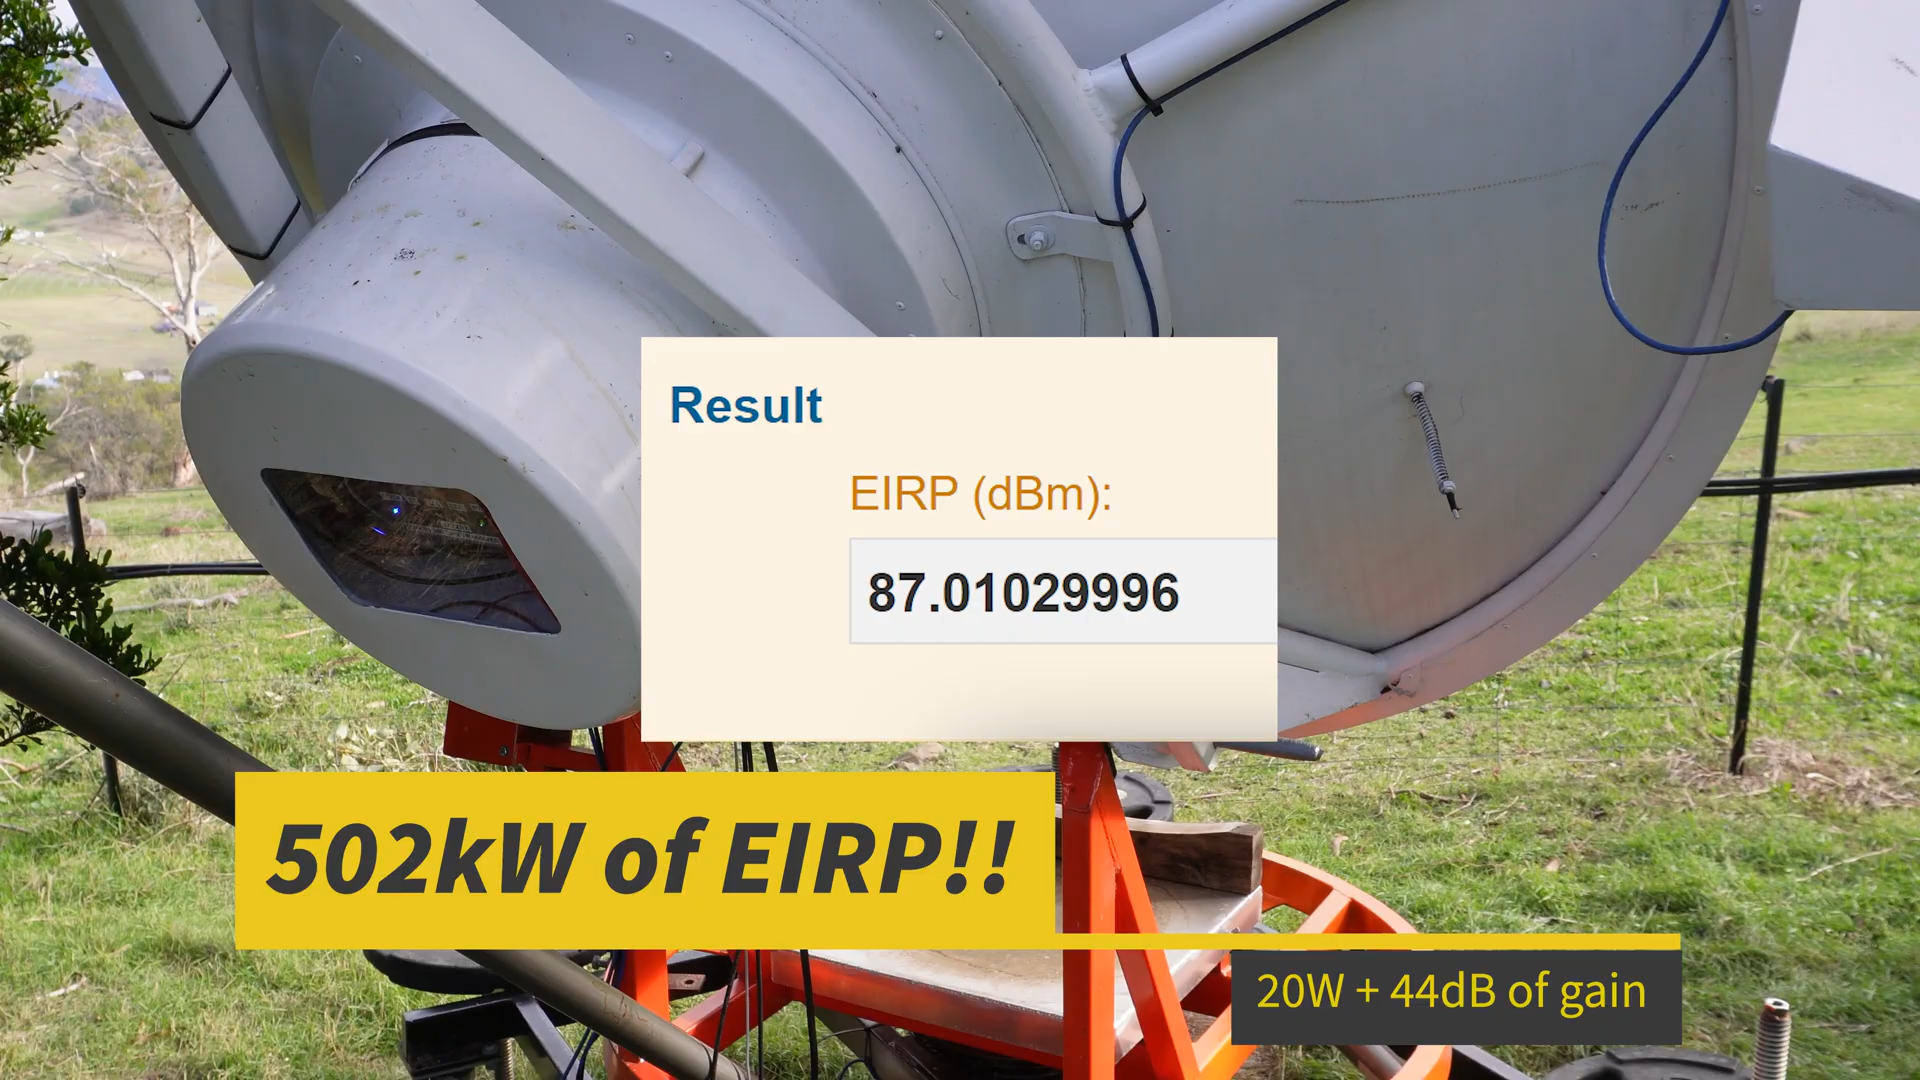 Result
EIRP (dBm):
87.01029996
502kW of EIRP!!
20W + 44dB of gain